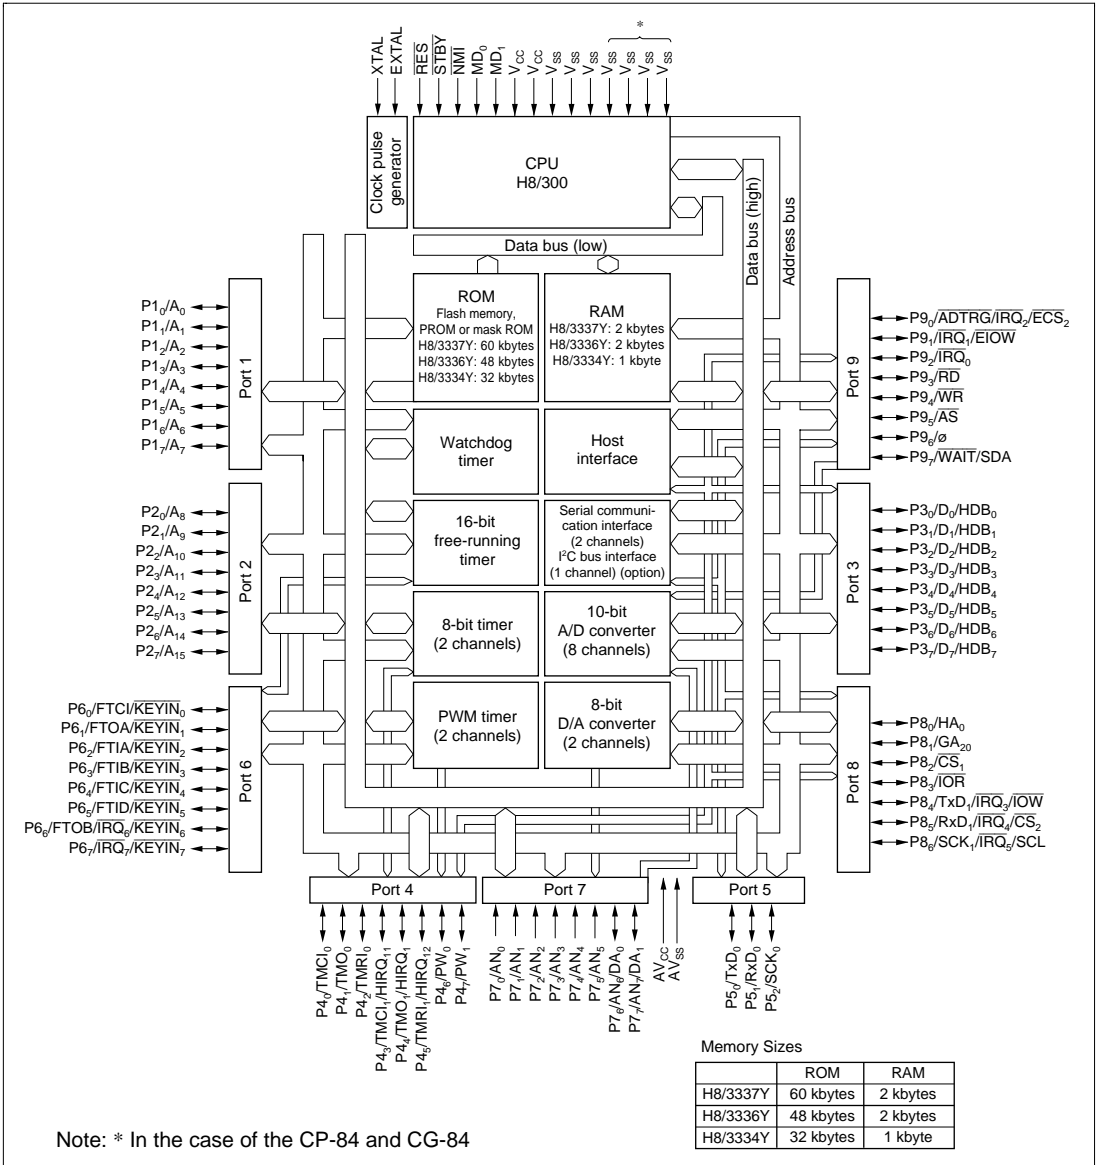 *
XTAL
EXTAL
RES
STBY
NMI
MD0
MD1
VCC
VCC
VSS
VSS
VSS
VSS
VSS
VSS
VSS
Clock pulse
generator
CPU
H8/300
Data bus (low)
Data bus (high)
Address bus
ROM
Flash memory,
PROM or mask ROM
H8/3337Y: 60 kbytes
H8/3336Y: 48 kbytes
H8/3334Y: 32 kbytes
RAM
H8/3337Y: 2 kbytes
H8/3336Y: 2 kbytes
H8/3334Y: 1 kbyte
Watchdog
timer
Host
interface
16-bit
free-running
timer
Serial communi-
cation interface
(2 channels)
I²C bus interface
(1 channel) (option)
8-bit timer
(2 channels)
10-bit
A/D converter
(8 channels)
PWM timer
(2 channels)
8-bit
D/A converter
(2 channels)
P10/A0
P11/A1
P12/A2
P13/A3
P14/A4
P15/A5
P16/A6
P17/A7
Port 1
P20/A8
P21/A9
P22/A10
P23/A11
P24/A12
P25/A13
P26/A14
P27/A15
Port 2
P60/FTCI/KEYIN0
P61/FTOA/KEYIN1
P62/FTIA/KEYIN2
P63/FTIB/KEYIN3
P64/FTIC/KEYIN4
P65/FTID/KEYIN5
P66/FTOB/IRQ6/KEYIN6
P67/IRQ7/KEYIN7
Port 6
Port 9
P90/ADTRG/IRQ2/ECS2
P91/IRQ1/EIOW
P92/IRQ0
P93/RD
P94/WR
P95/AS
P96/ø
P97/WAIT/SDA
Port 3
P30/D0/HDB0
P31/D1/HDB1
P32/D2/HDB2
P33/D3/HDB3
P34/D4/HDB4
P35/D5/HDB5
P36/D6/HDB6
P37/D7/HDB7
Port 8
P80/HA0
P81/GA20
P82/CS1
P83/IOR
P84/TxD1/IRQ3/IOW
P85/RxD1/IRQ4/CS2
P86/SCK1/IRQ5/SCL
Port 4
P40/TMCI0
P41/TMO0
P42/TMRI0
P43/TMCI1/HIRQ11
P44/TMO1/HIRQ1
P45/TMRI1/HIRQ12
P46/PW0
P47/PW1
Port 7
P70/AN0
P71/AN1
P72/AN2
P73/AN3
P74/AN4
P75/AN5
P76/AN6/DA0
P77/AN7/DA1
AVCC
AVSS
Port 5
P50/TxD0
P51/RxD0
P52/SCK0
Memory Sizes
ROM RAM
H8/3337Y 60 kbytes 2 kbytes
H8/3336Y 48 kbytes 2 kbytes
H8/3334Y 32 kbytes 1 kbyte
Note: * In the case of the CP-84 and CG-84